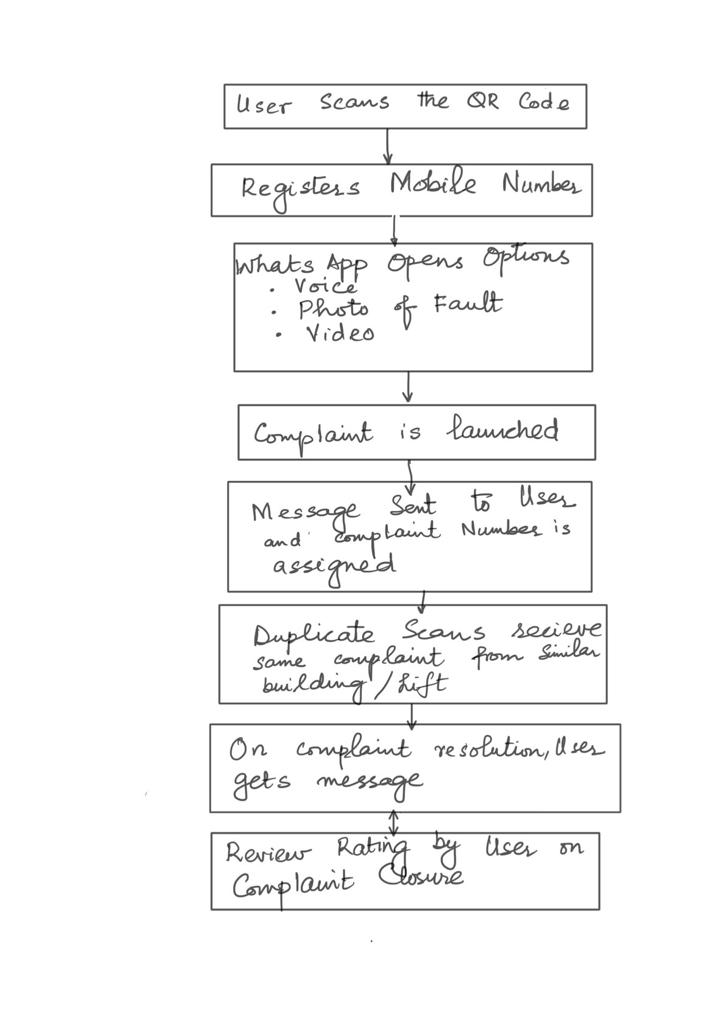 User Scans the QR Code
Registers Mobile Number
WhatsApp Opens Options
• Voice
• Photo of Fault
• Video
Complaint is launched
Message Sent to User
and complaint Number is
assigned
Duplicate Scans secieve
same complaint from similar
building / Lift
On complaint resolution, User
gets message
Review Rating by User on
Complaint Closure